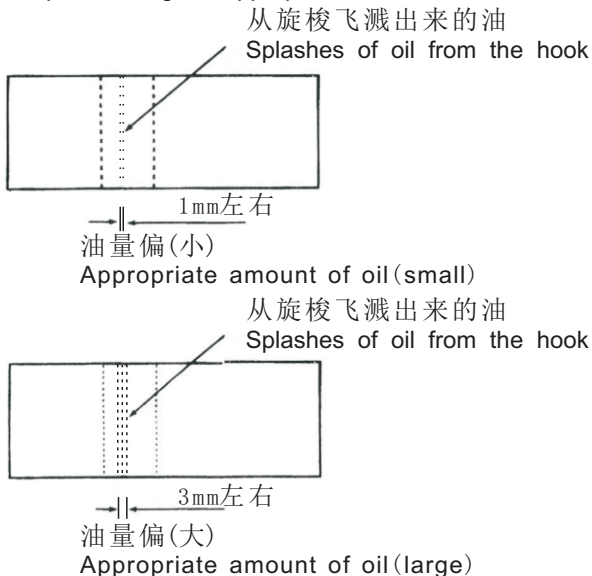 从旋梭飞溅出来的油
Splashes of oil from the hook
1mm左右
油量偏(小)
Appropriate amount of oil(small)
从旋梭飞溅出来的油
Splashes of oil from the hook
3mm左右
油量偏(大)
Appropriate amount of oil(large)